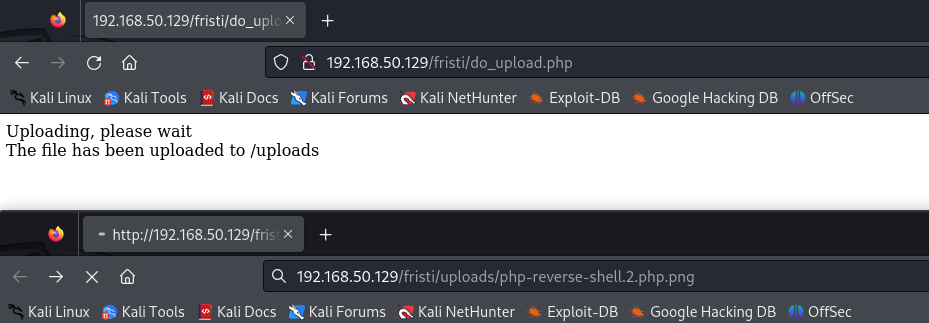 192.168.50.129/fristi/do_uplo
192.168.50.129/fristi/do_upload.php
Kali Linux Kali Tools Kali Docs Kali Forums Kali NetHunter Exploit-DB Google Hacking DB OffSec
Uploading, please wait
The file has been uploaded to /uploads
http://192.168.50.129/fris
192.168.50.129/fristi/uploads/php-reverse-shell.2.php.png
Kali Linux Kali Tools Kali Docs Kali Forums Kali NetHunter Exploit-DB Google Hacking DB OffSec